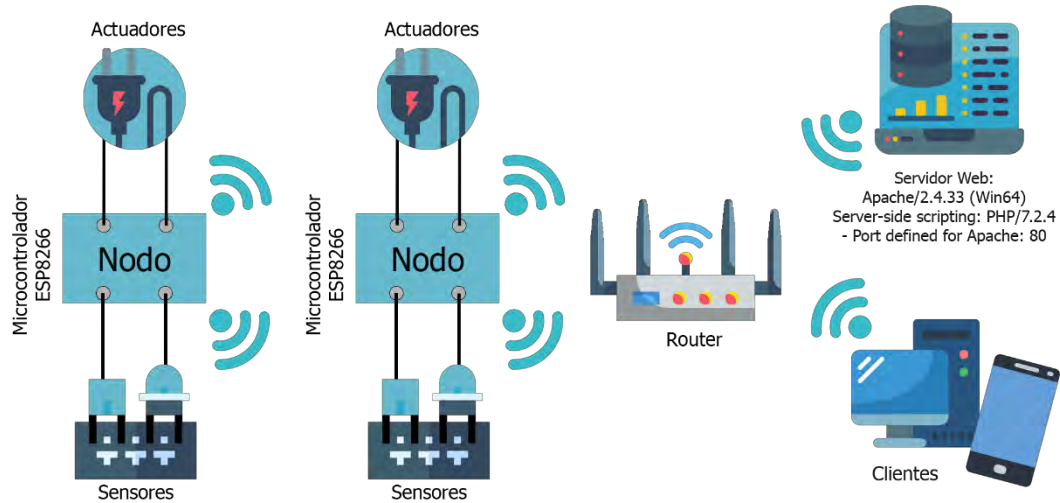 Actuadores
Actuadores
Microcontrolador
ESP8266
Nodo
Microcontrolador
ESP8266
Nodo
Sensores
Sensores
Router
Servidor Web:
Apache/2.4.33 (Win64)
Server-side scripting: PHP/7.2.4
- Port defined for Apache: 80
Clientes